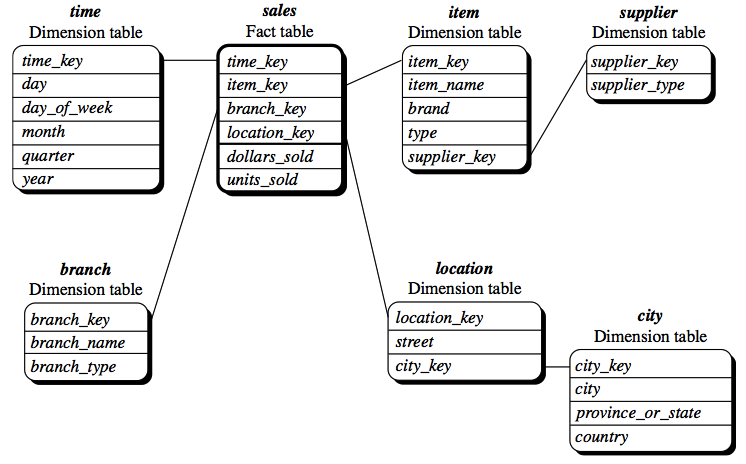 time
Dimension table
time_key
day
day_of_week
month
quarter
year
sales
Fact table
time_key
item_key
branch_key
location_key
dollars_sold
units_sold
item
Dimension table
item_key
item_name
brand
type
supplier_key
supplier
Dimension table
supplier_key
supplier_type
branch
Dimension table
branch_key
branch_name
branch_type
location
Dimension table
location_key
street
city_key
city
Dimension table
city_key
city
province_or_state
country